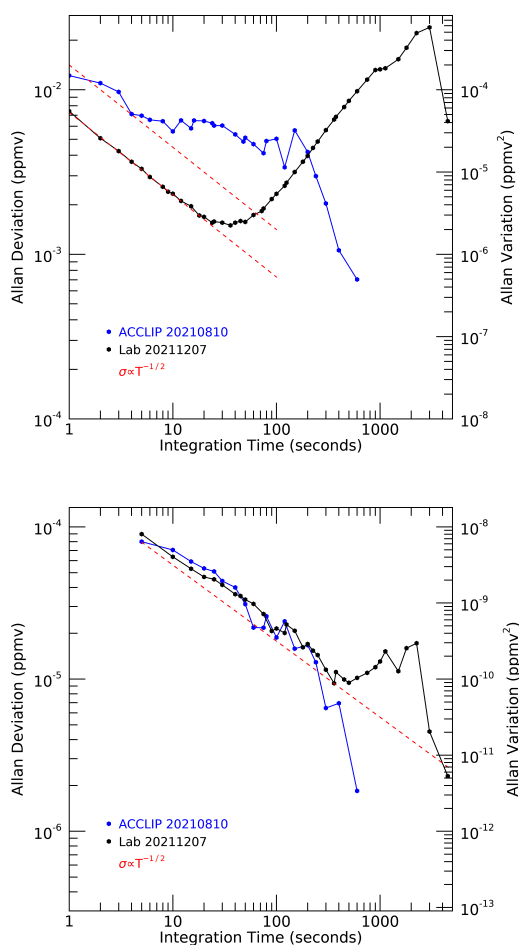 10⁻²
10⁻³
10⁻⁴
Allan Deviation (ppmv)
10⁻⁴
10⁻⁵
10⁻⁶
10⁻⁷
10⁻⁸
Allan Variation (ppmv²)
ACCLIP 20210810
Lab 20211207
σ∝T⁻¹/²
1 10 100 1000
Integration Time (seconds)
10⁻⁴
10⁻⁵
10⁻⁶
Allan Deviation (ppmv)
10⁻⁸
10⁻⁹
10⁻¹⁰
10⁻¹¹
10⁻¹²
10⁻¹³
Allan Variation (ppmv²)
ACCLIP 20210810
Lab 20211207
σ∝T⁻¹/²
1 10 100 1000
Integration Time (seconds)